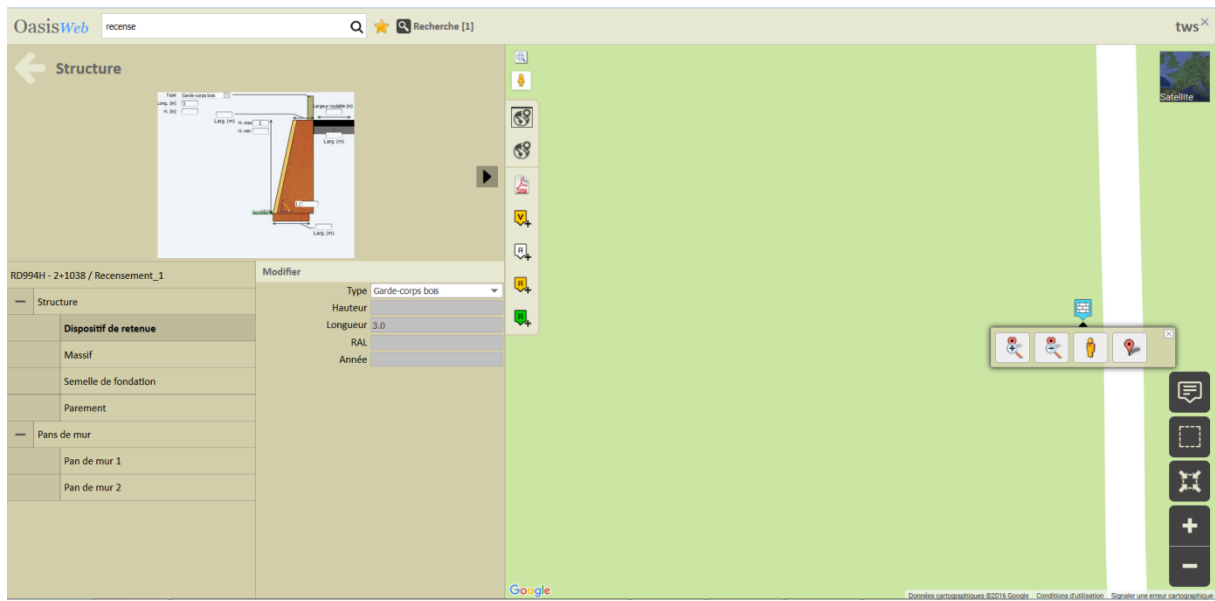 OasisWeb
recense
Recherche [1]
tws
Structure
Type Garde-corps bois
Long. (m) 3
H. (m)
Largeur roulable (m)
Larg. (m)
H. max 2
H. min
Larg. (m)
Larg. (m)
RD994H - 2+1038 / Recensement_1
Structure
Dispositif de retenue
Massif
Semelle de fondation
Parement
Pans de mur
Pan de mur 1
Pan de mur 2
Modifier
Type Garde-corps bois
Hauteur
Longueur 3.0
RAL
Année
V
R
R
R
Satellite
Google
Données cartographiques ©2016 Google
Conditions d'utilisation
Signaler une erreur cartographique